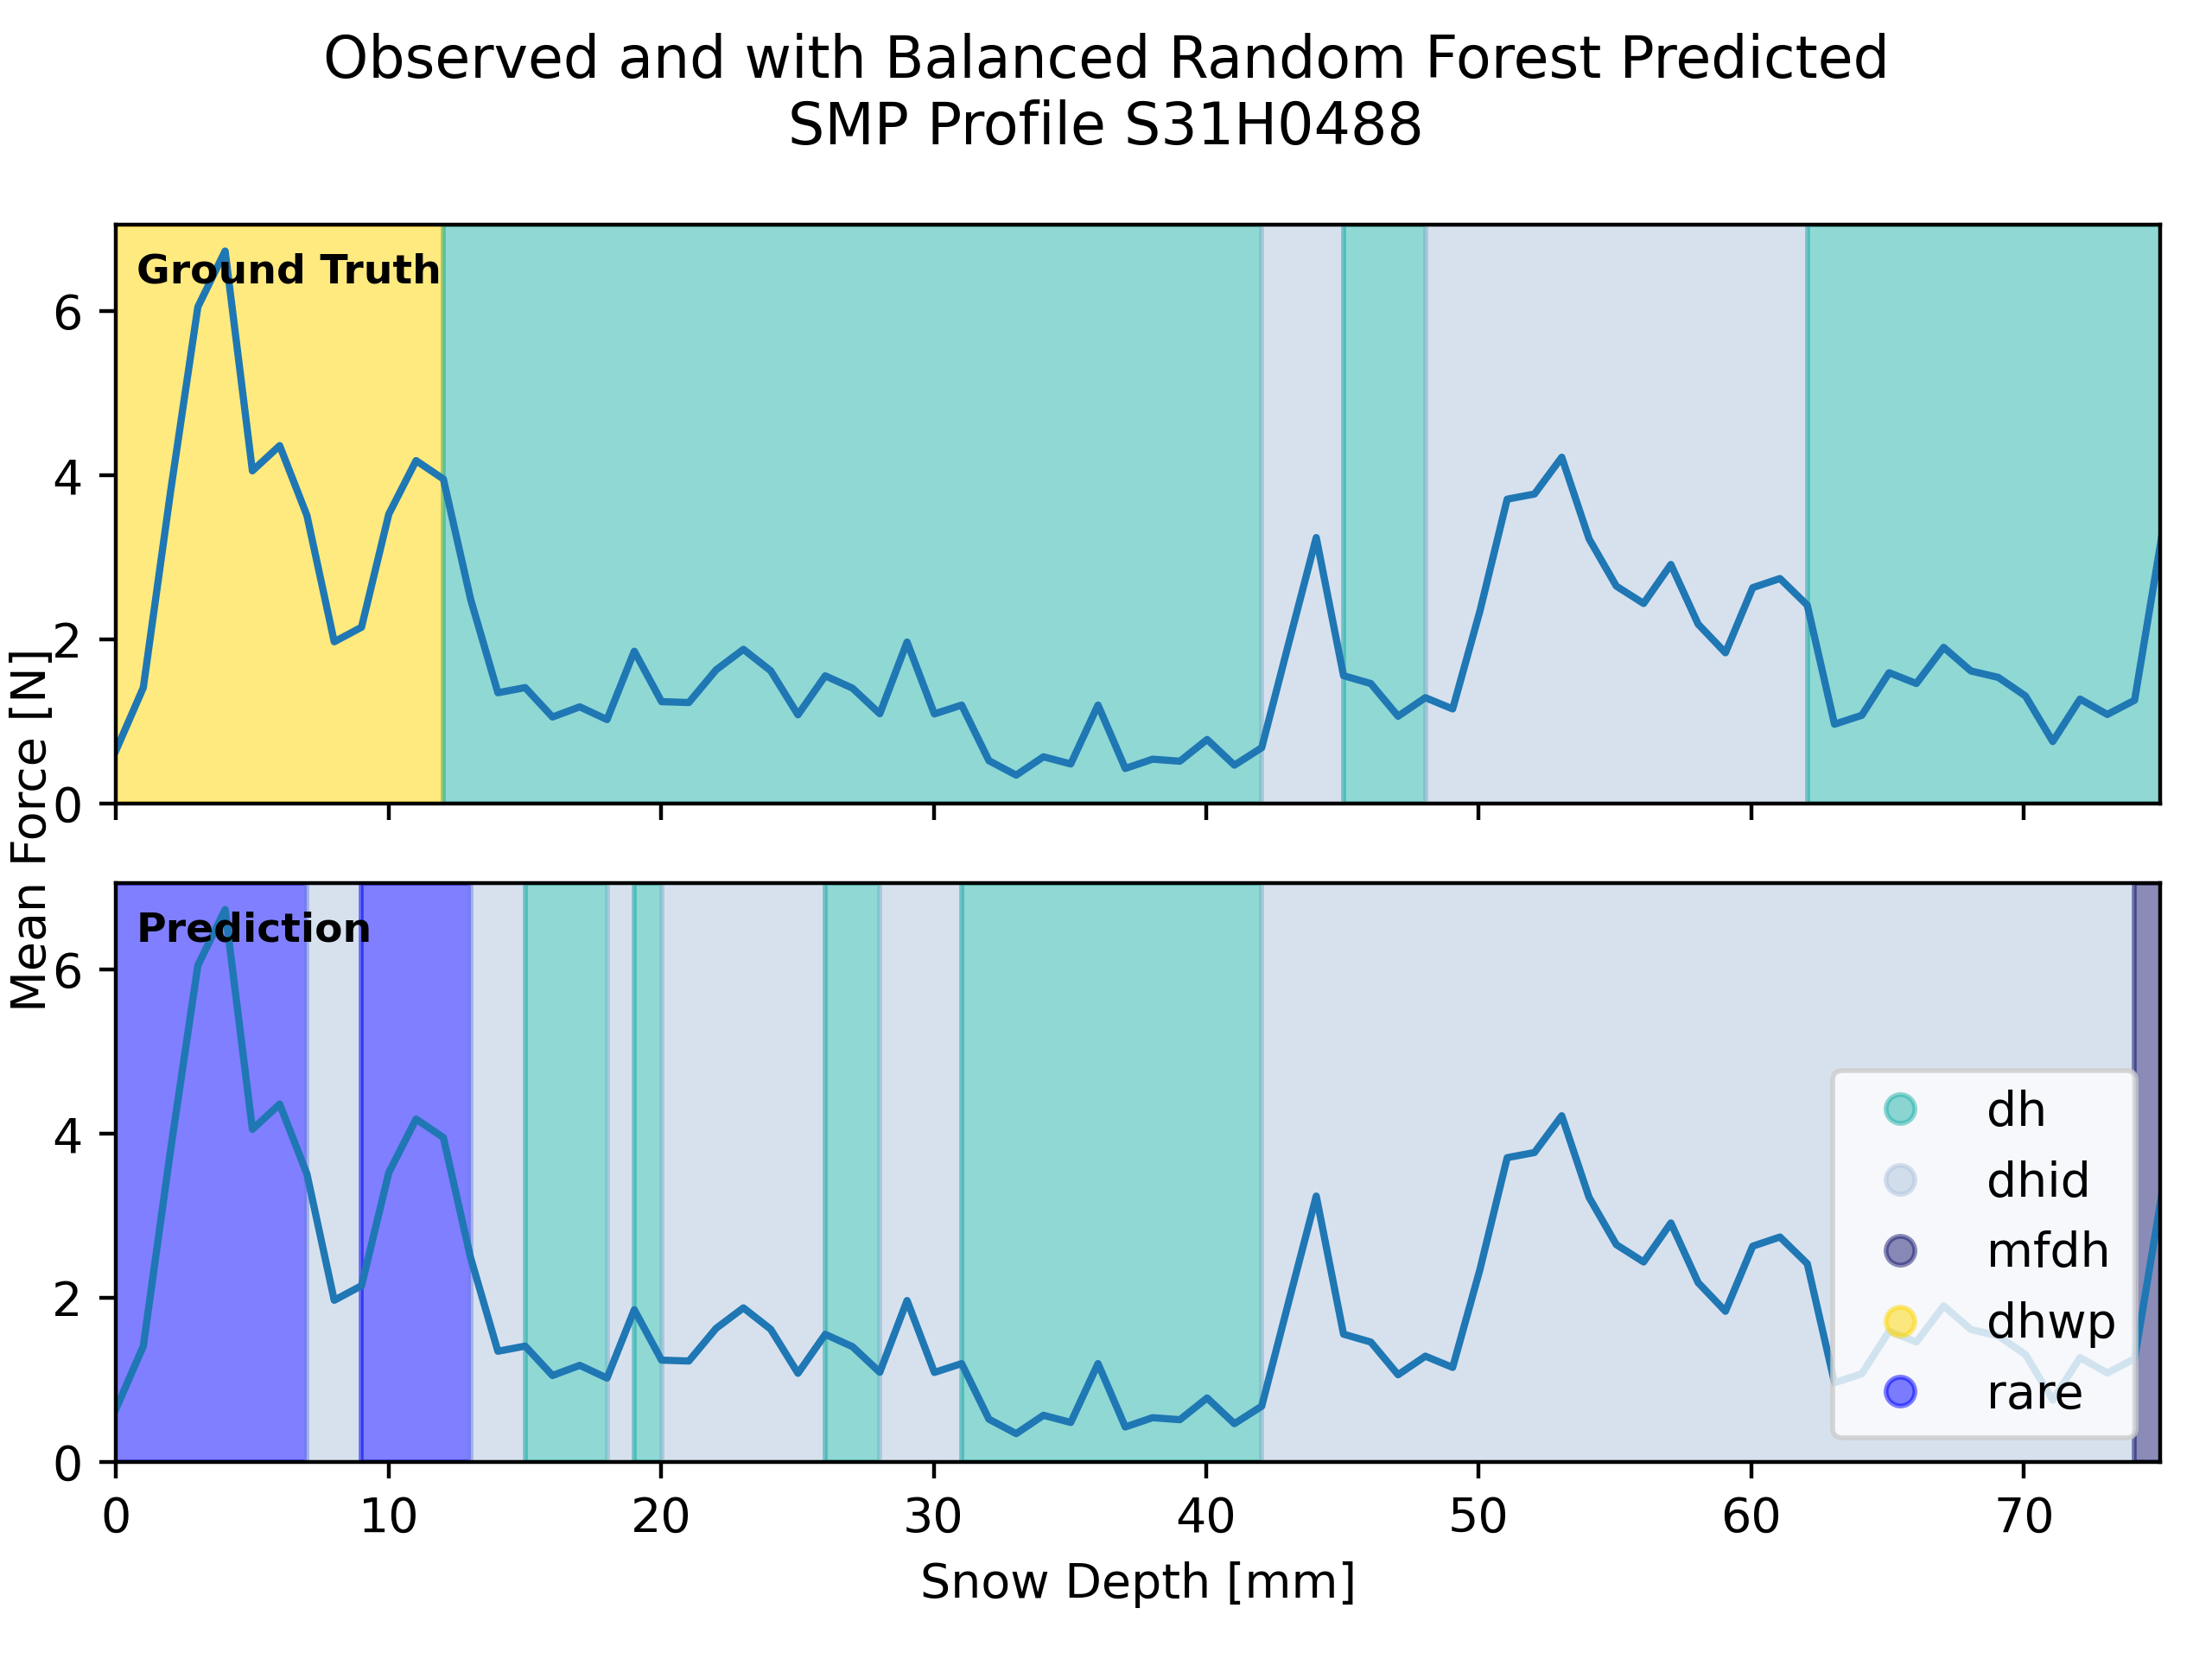 Observed and with Balanced Random Forest Predicted
SMP Profile S31H0488
Ground Truth
6
4
2
0
Mean Force [N]
Prediction
6
4
2
0
dh
dhid
mfdh
dhwp
rare
0 10 20 30 40 50 60 70
Snow Depth [mm]